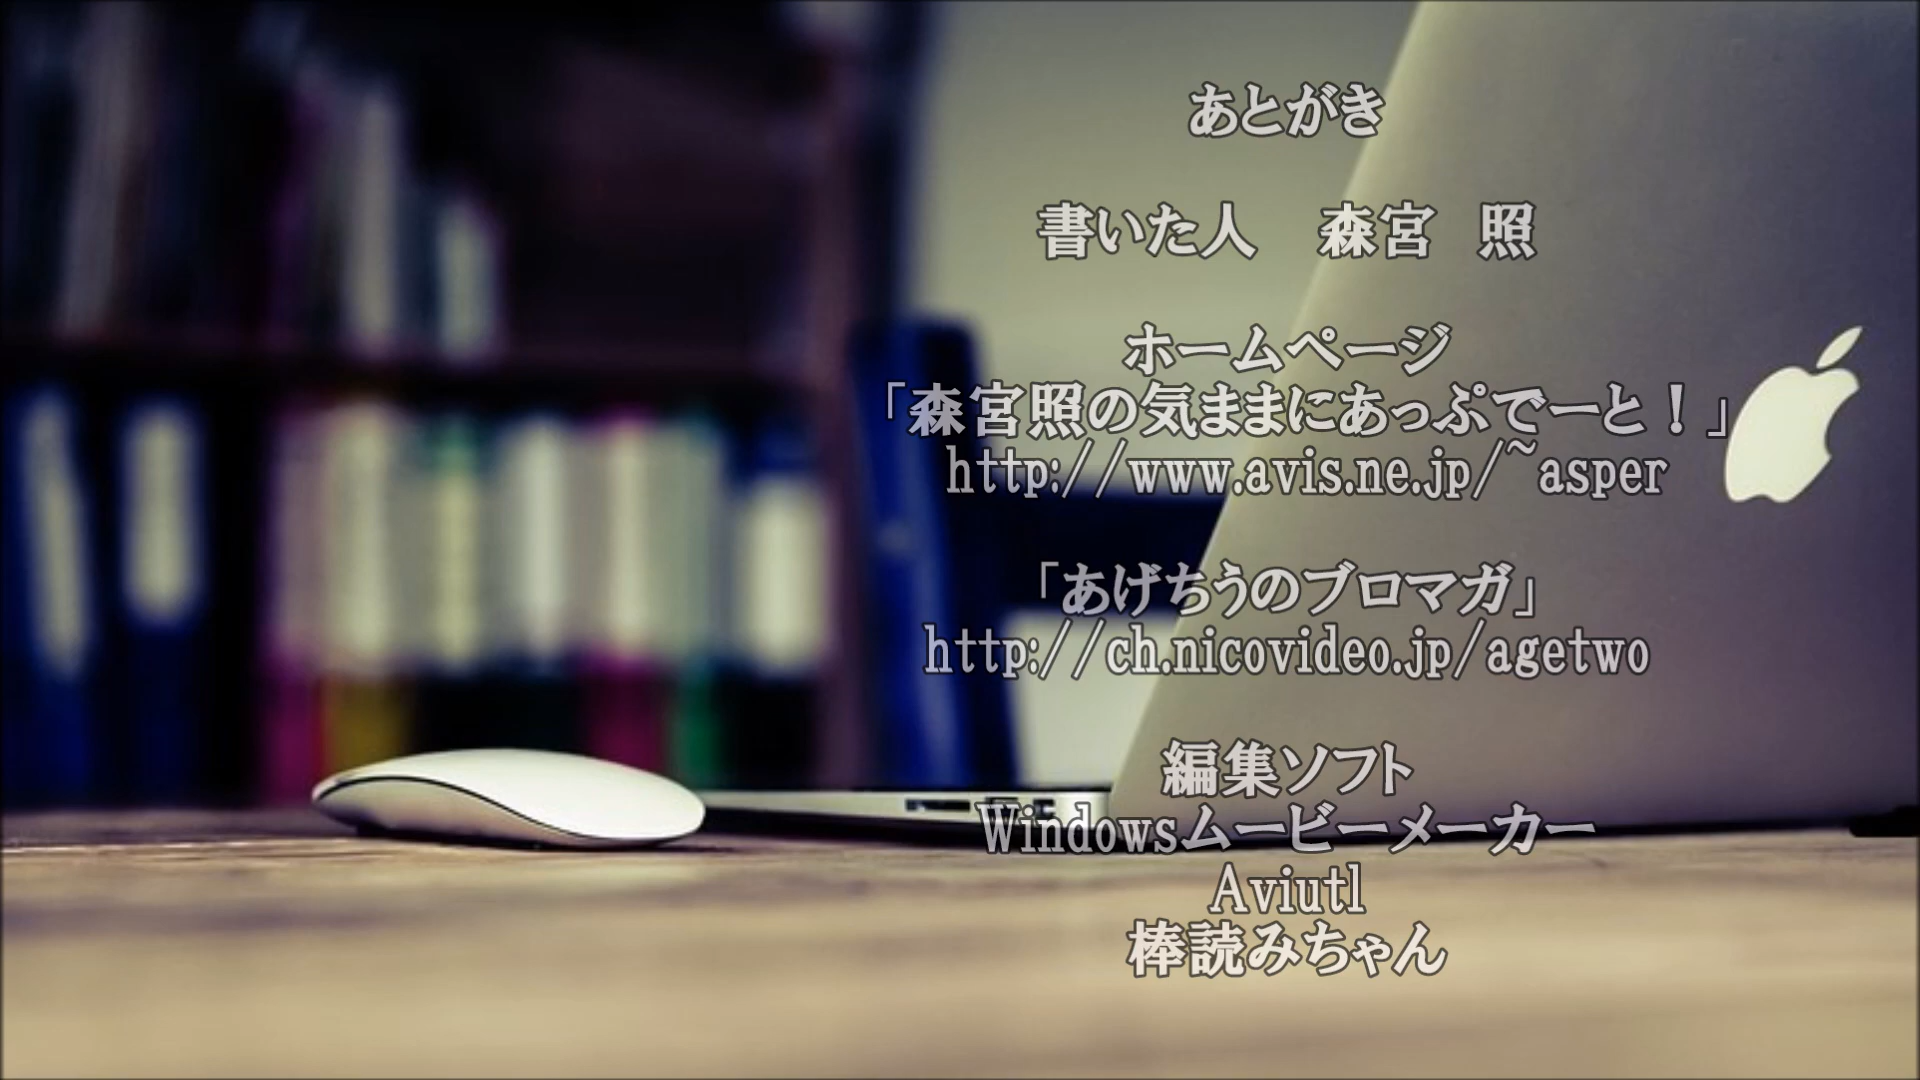 あとがき
書いた人　森宮　照
ホームページ
「森宮照の気ままにあっぷでーと！」
http://www.avis.ne.jp/~asper
「あげちうのブロマガ」
http://ch.nicovideo.jp/agetwo
編集ソフト
Windowsムービーメーカー
Aviutl
棒読みちゃん